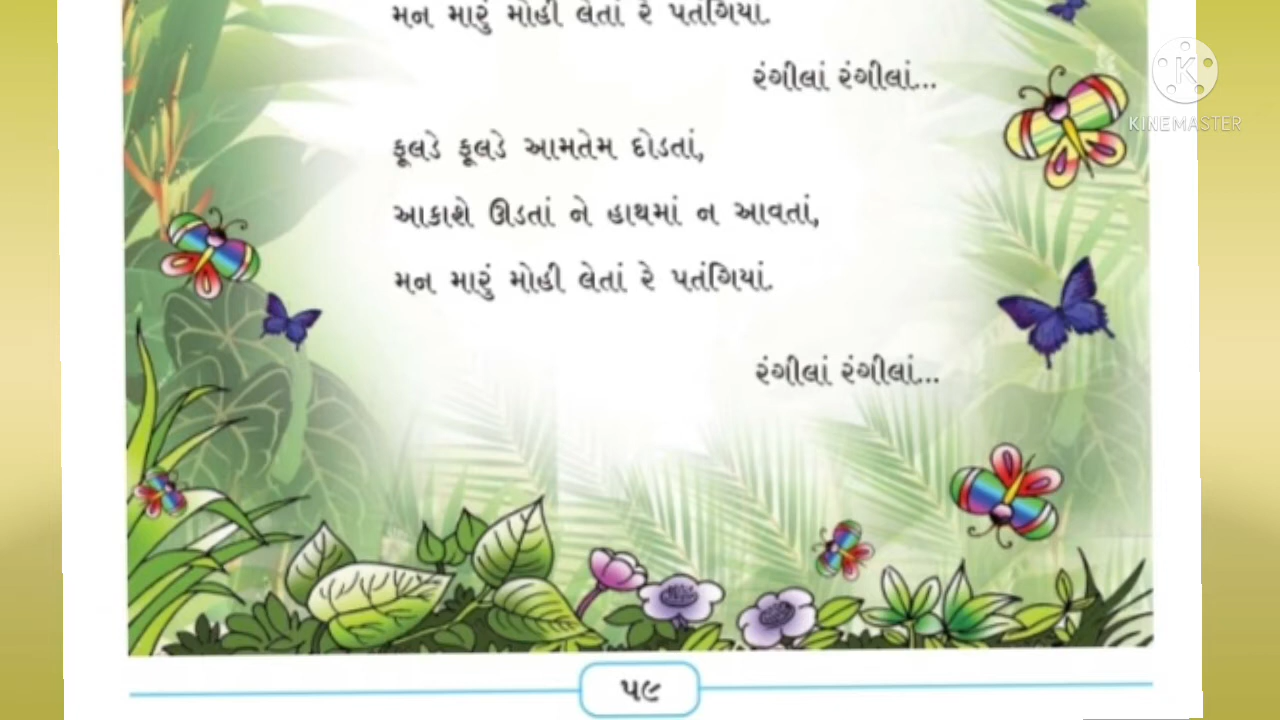 મન મારું મોહી લેતાં રે પતંગિયાં.
રંગીલાં રંગીલાં...
ફૂલડે ફૂલડે આમતેમ દોડતાં,
આકાશે ઊડતાં ને હાથમાં ન આવતાં,
મન મારું મોહી લેતાં રે પતંગિયાં.
રંગીલાં રંગીલાં...
૫૯
K
KINEMASTER